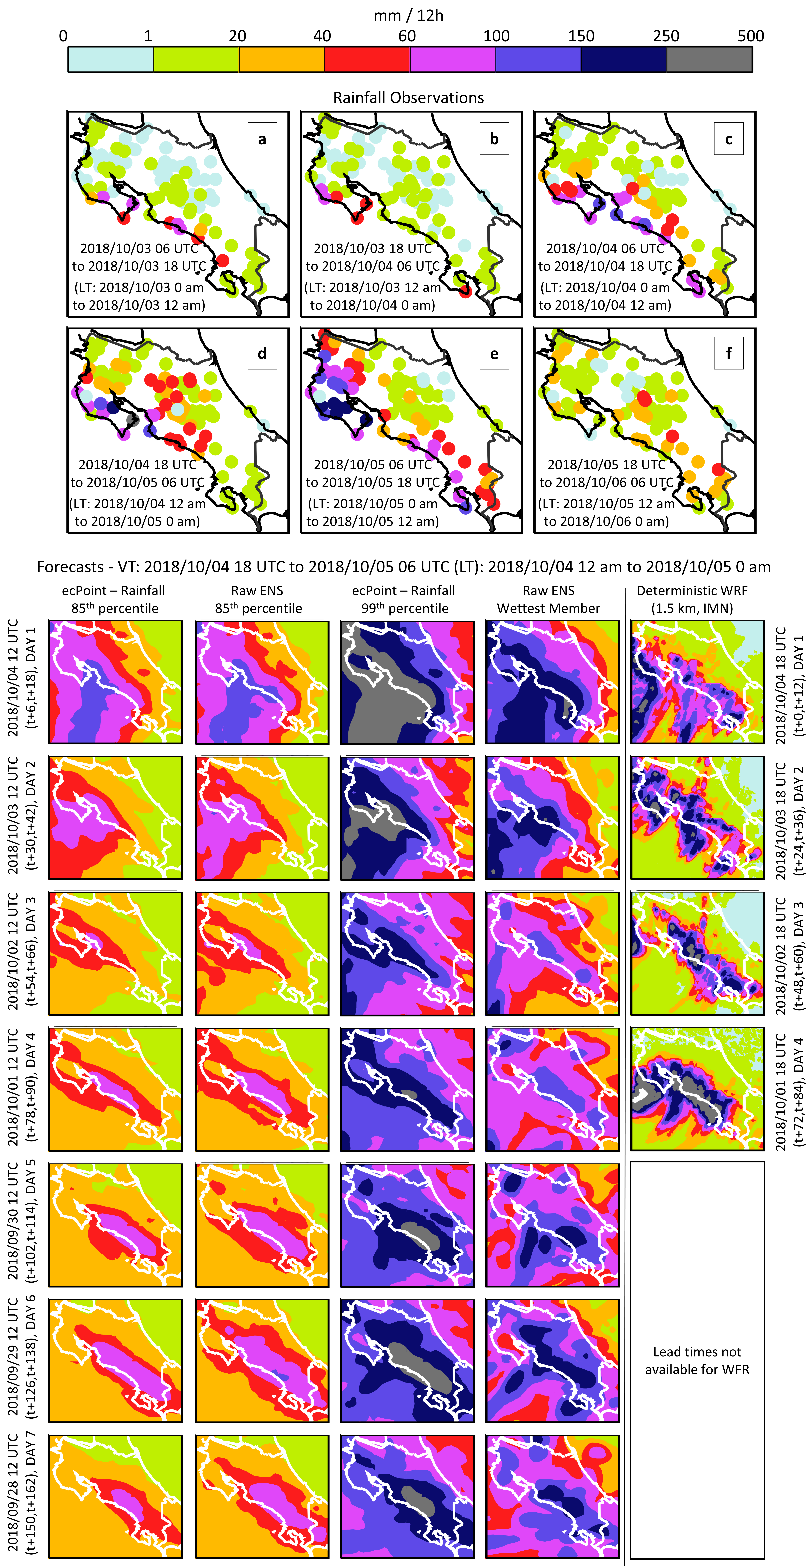 mm / 12h
0 1 20 40 60 100 150 250 500
Rainfall Observations
a
2018/10/03 06 UTC
to 2018/10/03 18 UTC
(LT: 2018/10/03 0 am
to 2018/10/03 12 am)
b
2018/10/03 18 UTC
to 2018/10/04 06 UTC
(LT: 2018/10/03 12 am
to 2018/10/04 0 am)
c
2018/10/04 06 UTC
to 2018/10/04 18 UTC
(LT: 2018/10/04 0 am
to 2018/10/04 12 am)
d
2018/10/04 18 UTC
to 2018/10/05 06 UTC
(LT: 2018/10/04 12 am
to 2018/10/05 0 am)
e
2018/10/05 06 UTC
to 2018/10/05 18 UTC
(LT: 2018/10/05 0 am
to 2018/10/05 12 am)
f
2018/10/05 18 UTC
to 2018/10/06 06 UTC
(LT: 2018/10/05 12 am
to 2018/10/06 0 am)
Forecasts - VT: 2018/10/04 18 UTC to 2018/10/05 06 UTC (LT): 2018/10/04 12 am to 2018/10/05 0 am
ecPoint – Rainfall
85th percentile
Raw ENS
85th percentile
ecPoint – Rainfall
99th percentile
Raw ENS
Wettest Member
Deterministic WRF
(1.5 km, IMN)
2018/10/04 12 UTC
(t+6,t+18), DAY 1
2018/10/04 18 UTC
(t+0,t+12), DAY 1
2018/10/03 12 UTC
(t+30,t+42), DAY 2
2018/10/03 18 UTC
(t+24,t+36), DAY 2
2018/10/02 12 UTC
(t+54,t+66), DAY 3
2018/10/02 18 UTC
(t+48,t+60), DAY 3
2018/10/01 12 UTC
(t+78,t+90), DAY 4
2018/10/01 18 UTC
(t+72,t+84), DAY 4
2018/09/30 12 UTC
(t+102,t+114), DAY 5
2018/09/29 12 UTC
(t+126,t+138), DAY 6
Lead times not
available for WFR
2018/09/28 12 UTC
(t+150,t+162), DAY 7